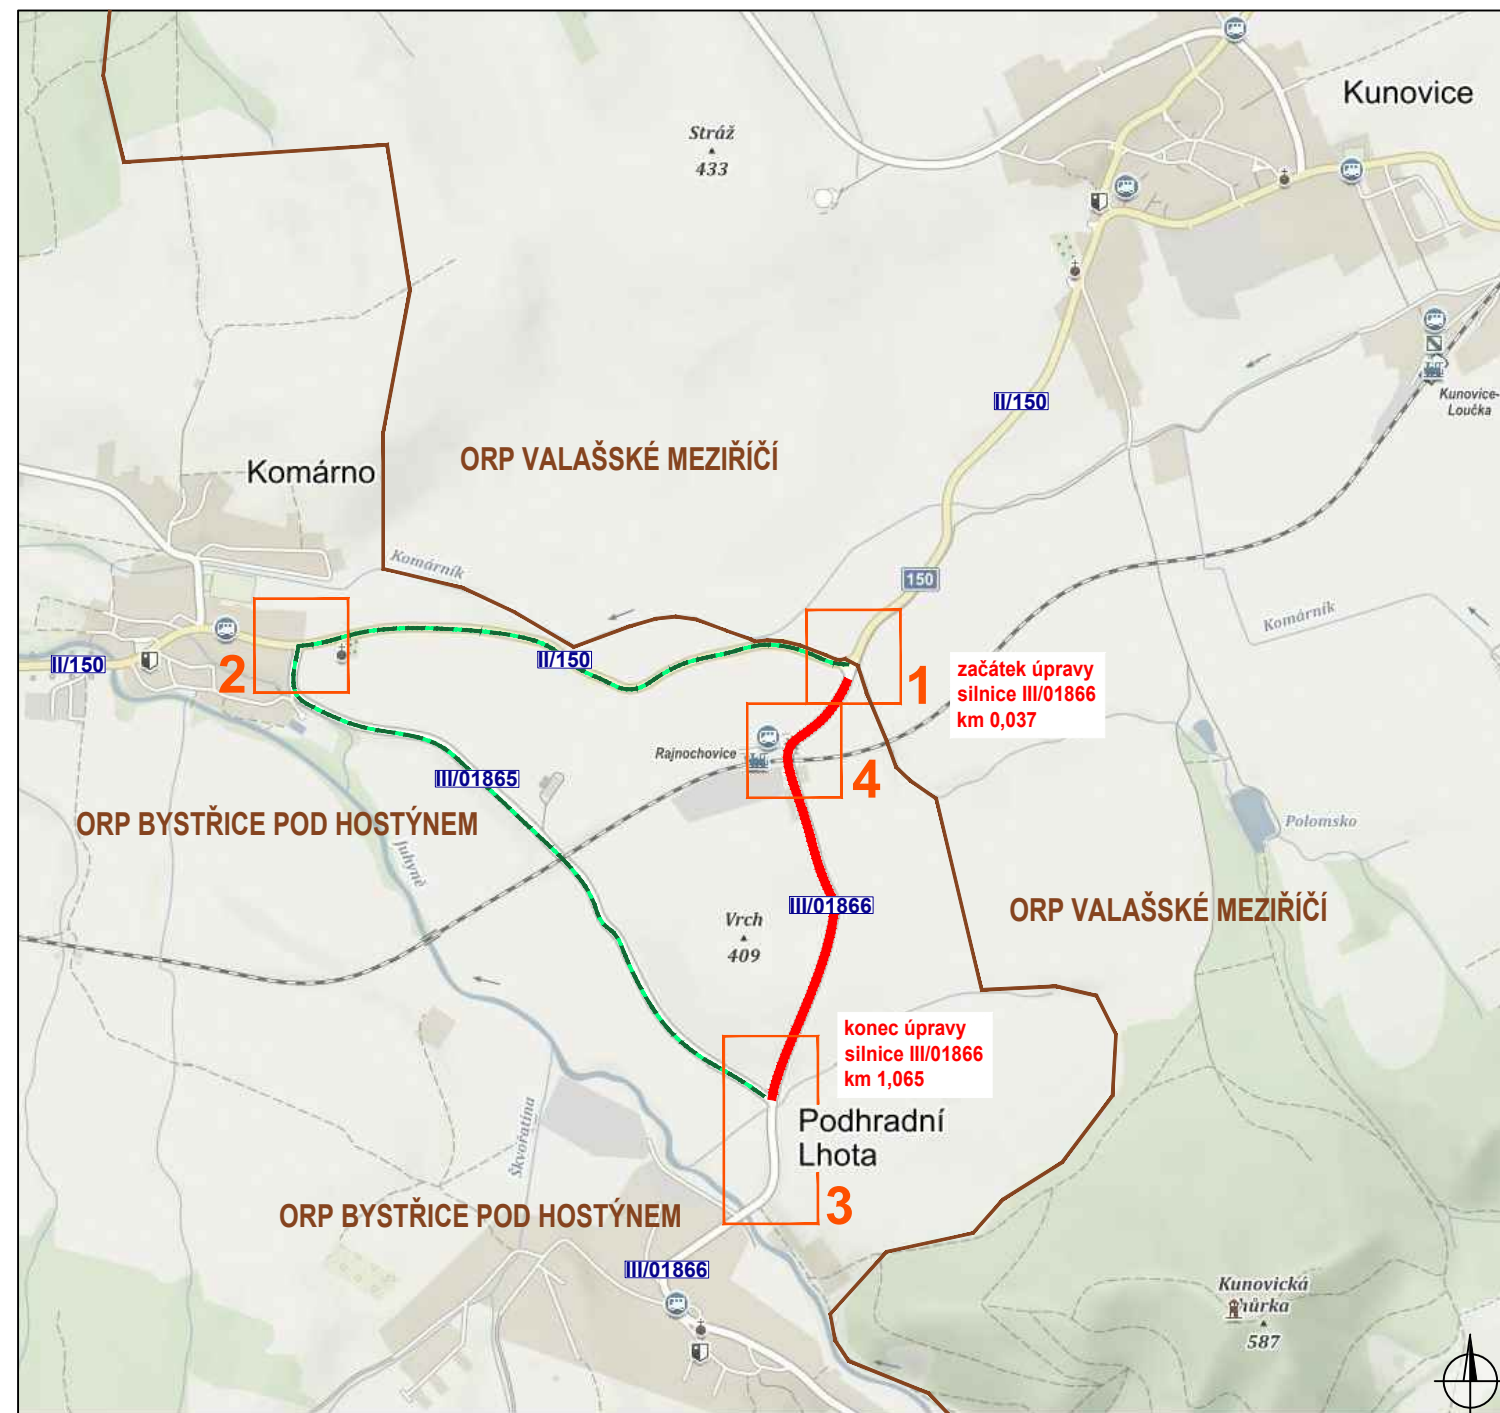 Kunovice
Stráž
433
II/150
Kunovice-
Loučka
ORP VALAŠSKÉ MEZIŘÍČÍ
Komárno
Komárník
150
Komárník
II/150
2
II/150
1
začátek úpravy
silnice III/01866
km 0,037
Rajnochovice
4
III/01865
ORP BYSTŘICE POD HOSTÝNEM
Juhyně
Polomsko
III/01866
ORP VALAŠSKÉ MEZIŘÍČÍ
Vrch
409
konec úpravy
silnice III/01866
km 1,065
Podhradní
Lhota
Škvořatina
3
ORP BYSTŘICE POD HOSTÝNEM
III/01866
Kunovická
hůrka
587